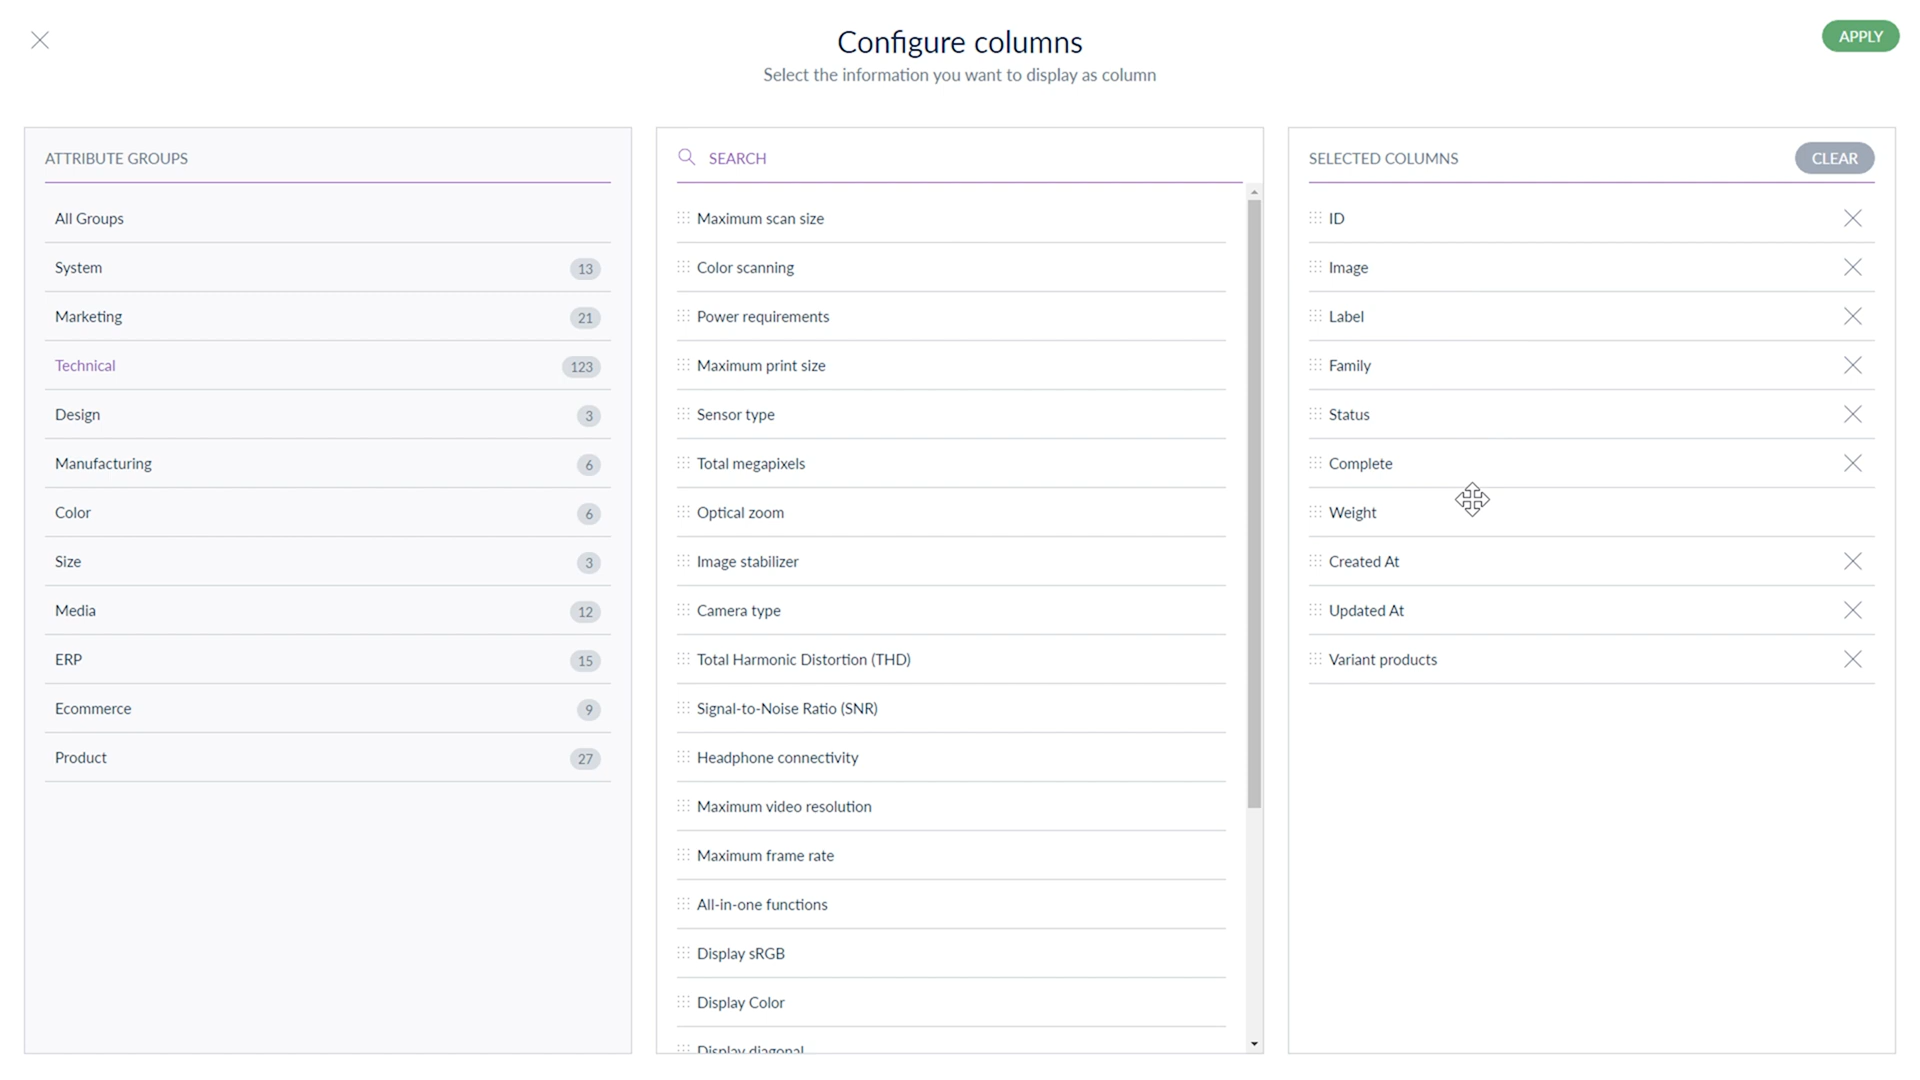 Configure columns
APPLY
Select the information you want to display as column
ATTRIBUTE GROUPS
All Groups
System 13
Marketing 21
Technical 123
Design 3
Manufacturing 6
Color 6
Size 3
Media 12
ERP 15
Ecommerce 9
Product 27
SEARCH
Maximum scan size
Color scanning
Power requirements
Maximum print size
Sensor type
Total megapixels
Optical zoom
Image stabilizer
Camera type
Total Harmonic Distortion (THD)
Signal-to-Noise Ratio (SNR)
Headphone connectivity
Maximum video resolution
Maximum frame rate
All-in-one functions
Display sRGB
Display Color
Display diagonal
SELECTED COLUMNS CLEAR
ID
Image
Label
Family
Status
Complete
Weight
Created At
Updated At
Variant products